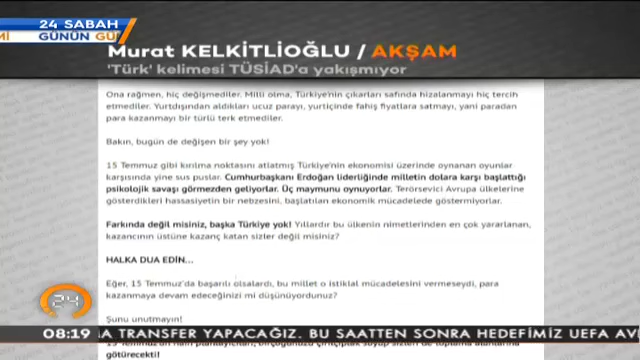 24 SABAH
GÜNÜN
Murat KELKİTLİOĞLU / AKŞAM
'Türk' kelimesi TÜSİAD'a yakışmıyor
Ona rağmen, hiç değişmediler. Milli olma, Türkiye'nin çıkarları safında hizalanmayı hiç tercih
etmediler. Yurtdışından aldıkları ucuz parayı, yurtiçinde fahiş fiyatlara satmayı, yani paradan
para kazanmayı bir türlü terk etmediler.
Bakın, bugün de değişen bir şey yok!
15 Temmuz gibi kırılma noktasını atlatmış Türkiye'nin ekonomisi üzerinde oynanan oyunlar
karşısında yine sus puslar. Cumhurbaşkanı Erdoğan liderliğinde milletin dolara karşı başlattığı
psikolojik savaşı görmezden geliyorlar. Üç maymunu oynuyorlar. Terörsevici Avrupa ülkelerine
gösterdikleri hassasiyetin bir nebzesini, başlatılan ekonomik mücadelede göstermiyorlar.
Farkında değil misiniz, başka Türkiye yok! Yıllardır bu ülkenin nimetlerinden en çok yararlanan,
kazancının üstüne kazanç katan sizler değil misiniz?
HALKA DUA EDİN...
Eğer, 15 Temmuz'da başarılı olsalardı, bu millet o istiklal mücadelesini vermeseydi, para
kazanmaya devam edeceğinizi mi düşünüyordunuz?
Şunu unutmayın!
götürecekti!
24
08:19 TRANSFER YAPACAĞIZ. BU SAATTEN SONRA HEDEFİMİZ UEFA AV